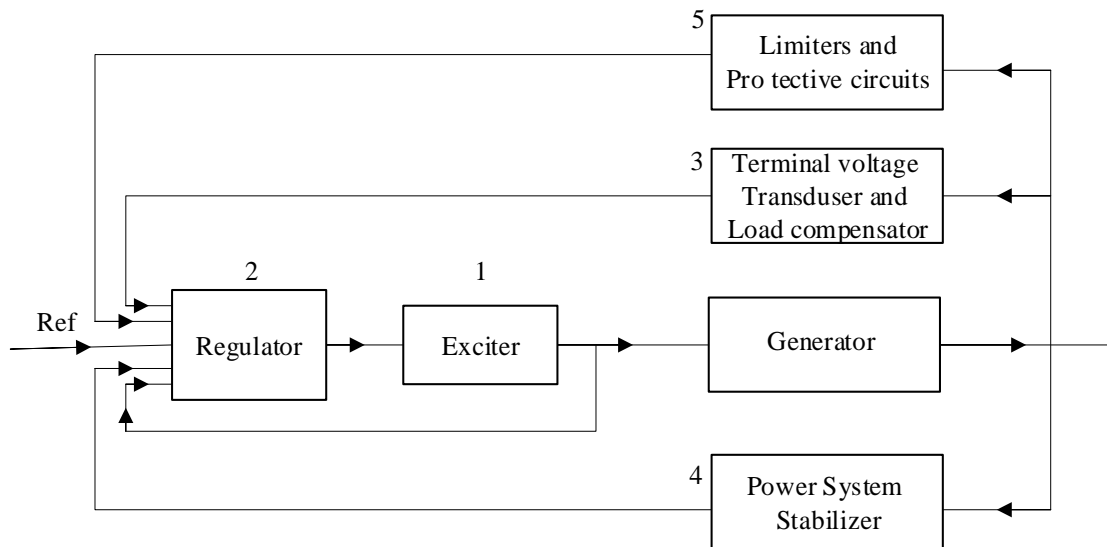 5
Limiters and
Pro tective circuits
3
Terminal voltage
Transduser and
Load compensator
2
1
Ref
Regulator
Exciter
Generator
4
Power System
Stabilizer